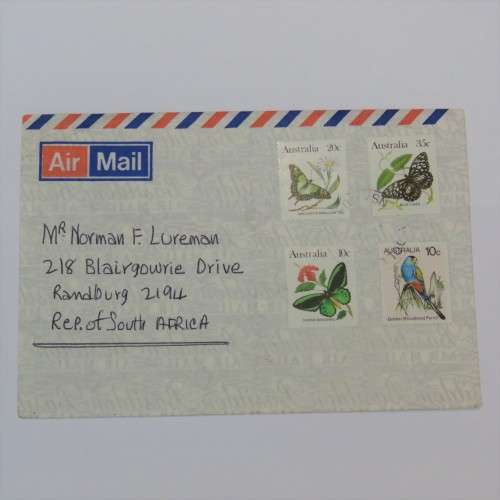 Air Mail
Australia 20c
Australia 35c
Australia 10c
AUSTRALIA 10c
Mr Norman F. Lureman
218 Blairgowrie Drive
Randburg 2194
Rep. of South AFRICA